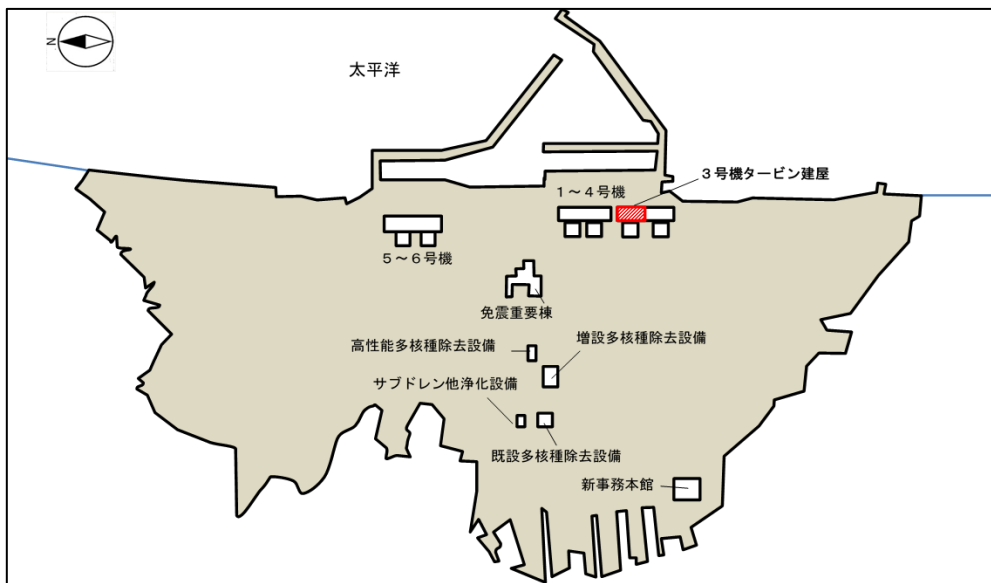 N
太平洋
3号機タービン建屋
1~4号機
5~6号機
免震重要棟
高性能多核種除去設備
増設多核種除去設備
サブドレン他浄化設備
既設多核種除去設備
新事務本館